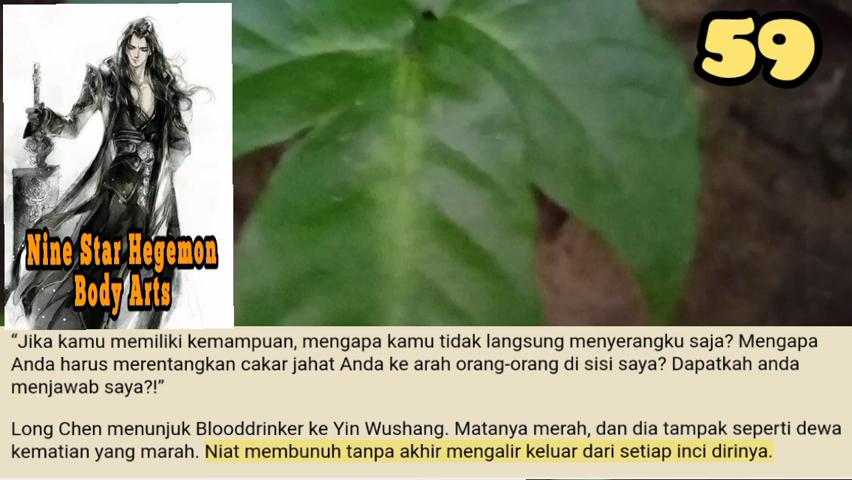 59
Nine Star Hegemon
Body Arts
“Jika kamu memiliki kemampuan, mengapa kamu tidak langsung menyerangku saja? Mengapa
Anda harus merentangkan cakar jahat Anda ke arah orang-orang di sisi saya? Dapatkah anda
menjawab saya?!”
Long Chen menunjuk Blooddrinker ke Yin Wushang. Matanya merah, dan dia tampak seperti dewa
kematian yang marah. Niat membunuh tanpa akhir mengalir keluar dari setiap inci dirinya.